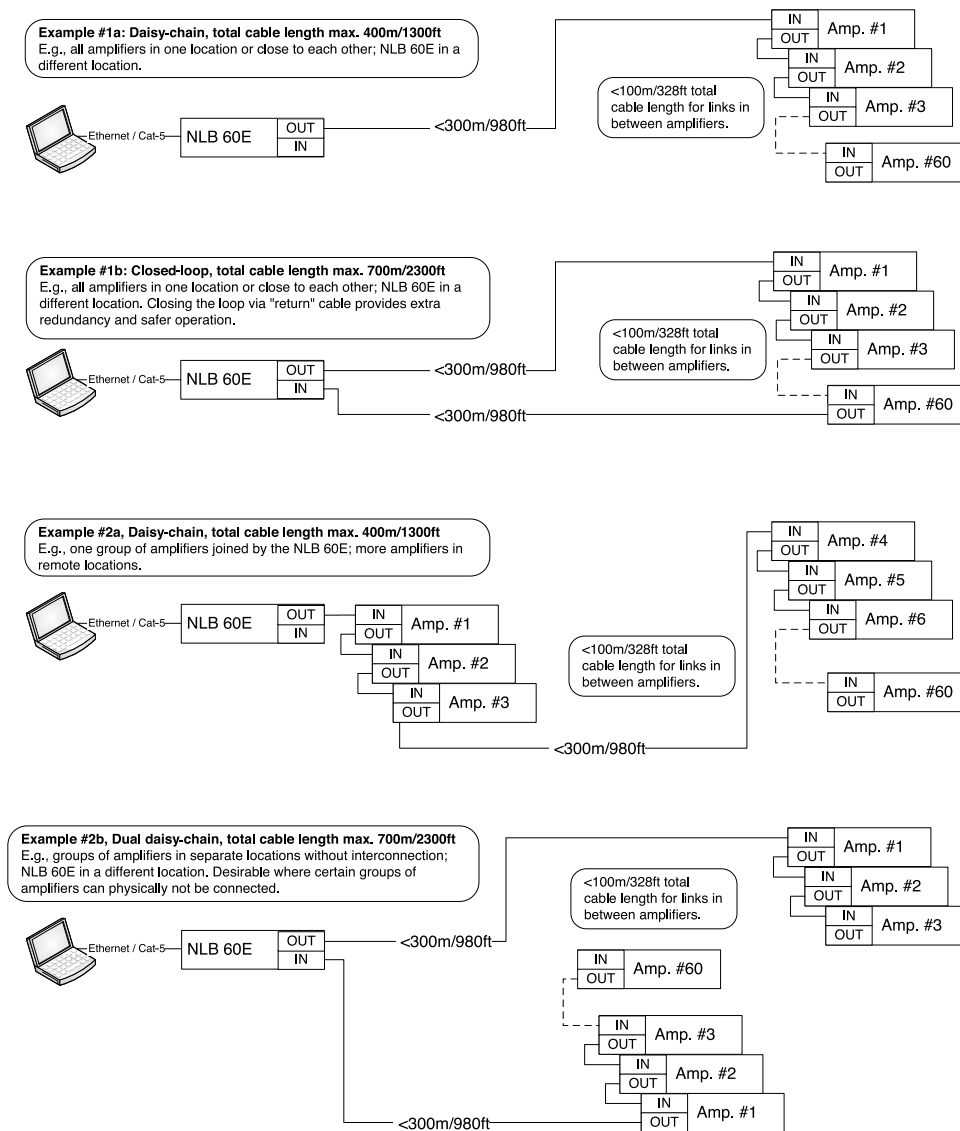 Example #1a: Daisy-chain, total cable length max. 400m/1300ft
E.g., all amplifiers in one location or close to each other; NLB 60E in a
different location.
Ethernet / Cat-5
NLB 60E
OUT
IN
<300m/980ft
<100m/328ft total
cable length for links in
between amplifiers.
IN
OUT
Amp. #1
IN
OUT
Amp. #2
IN
OUT
Amp. #3
IN
OUT
Amp. #60
Example #1b: Closed-loop, total cable length max. 700m/2300ft
E.g., all amplifiers in one location or close to each other; NLB 60E in a
different location. Closing the loop via "return" cable provides extra
redundancy and safer operation.
Ethernet / Cat-5
NLB 60E
OUT
IN
<300m/980ft
<300m/980ft
<100m/328ft total
cable length for links in
between amplifiers.
IN
OUT
Amp. #1
IN
OUT
Amp. #2
IN
OUT
Amp. #3
IN
OUT
Amp. #60
Example #2a, Daisy-chain, total cable length max. 400m/1300ft
E.g., one group of amplifiers joined by the NLB 60E; more amplifiers in
remote locations.
Ethernet / Cat-5
NLB 60E
OUT
IN
IN
OUT
Amp. #1
IN
OUT
Amp. #2
IN
OUT
Amp. #3
<300m/980ft
<100m/328ft total
cable length for links in
between amplifiers.
IN
OUT
Amp. #4
IN
OUT
Amp. #5
IN
OUT
Amp. #6
IN
OUT
Amp. #60
Example #2b, Dual daisy-chain, total cable length max. 700m/2300ft
E.g., groups of amplifiers in separate locations without interconnection;
NLB 60E in a different location. Desirable where certain groups of
amplifiers can physically not be connected.
Ethernet / Cat-5
NLB 60E
OUT
IN
<300m/980ft
<100m/328ft total
cable length for links in
between amplifiers.
IN
OUT
Amp. #1
IN
OUT
Amp. #2
IN
OUT
Amp. #3
IN
OUT
Amp. #60
IN
OUT
Amp. #3
IN
OUT
Amp. #2
IN
OUT
Amp. #1
<300m/980ft